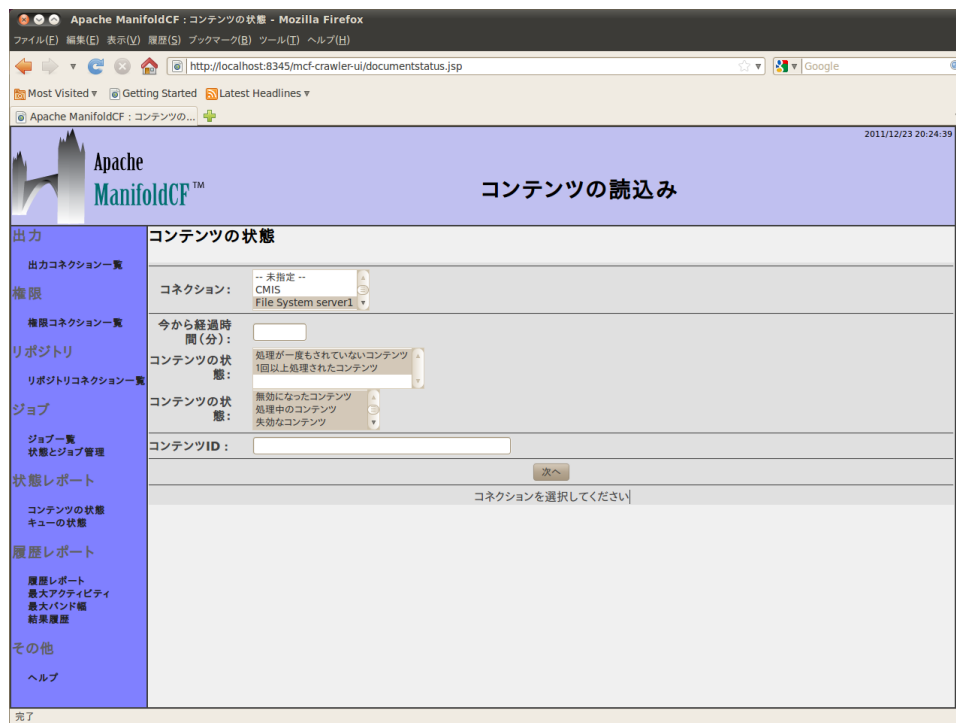 Apache ManifoldCF : コンテンツの状態 - Mozilla Firefox
ファイル(F) 編集(E) 表示(V) 履歴(S) ブックマーク(B) ツール(T) ヘルプ(H)
http://localhost:8345/mcf-crawler-ui/documentstatus.jsp
Google
Most Visited
Getting Started
Latest Headlines
Apache ManifoldCF : コンテンツの...
2011/12/23 20:24:39
Apache
ManifoldCF™
コンテンツの読込み
出力
出力コネクション一覧
権限
権限コネクション一覧
リポジトリ
リポジトリコネクション一覧
ジョブ
ジョブ一覧
状態とジョブ管理
状態レポート
コンテンツの状態
キューの状態
履歴レポート
履歴レポート
最大アクティビティ
最大バンド幅
結果履歴
その他
ヘルプ
コンテンツの状態
コネクション：
-- 未指定 --
CMIS
File System server1
今から経過時
間(分)：
コンテンツの状
態：
処理が一度もされていないコンテンツ
1回以上処理されたコンテンツ
コンテンツの状
態：
無効になったコンテンツ
処理中のコンテンツ
失効なコンテンツ
コンテンツID：
次へ
コネクションを選択してください
完了